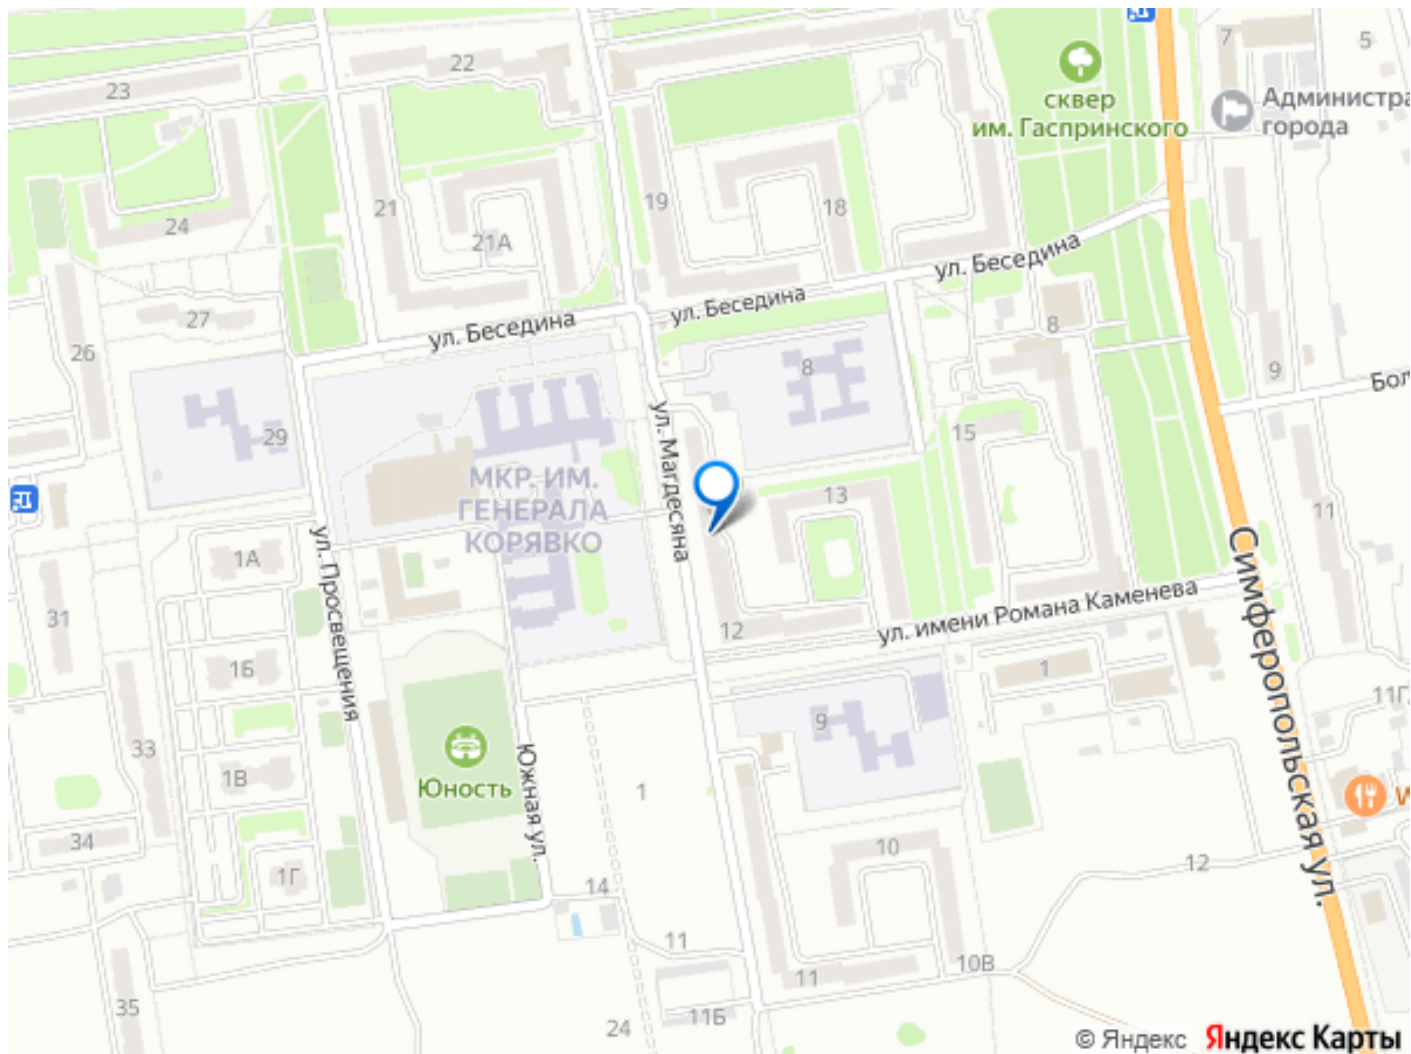 7
5
22
23
сквер
им. Гаспринского
Администра
города
21
24
21А
19
18
ул. Беседина
ул. Беседина
ул. Беседина
27
26
8
8
9
Бол
29
ул. Магдесяна
15
МКР. ИМ.
ГЕНЕРАЛА
КОРЯВКО
13
11
ул. Просвещения
1А
31
12
ул. имени Романа Каменева
Симферопольская ул.
1Б
1
11Г
33
1В
Юность
Южная ул.
1
9
34
10
12
1Г
14
11
11
10В
35
24
11Б
© Яндекс
Яндекс Карты